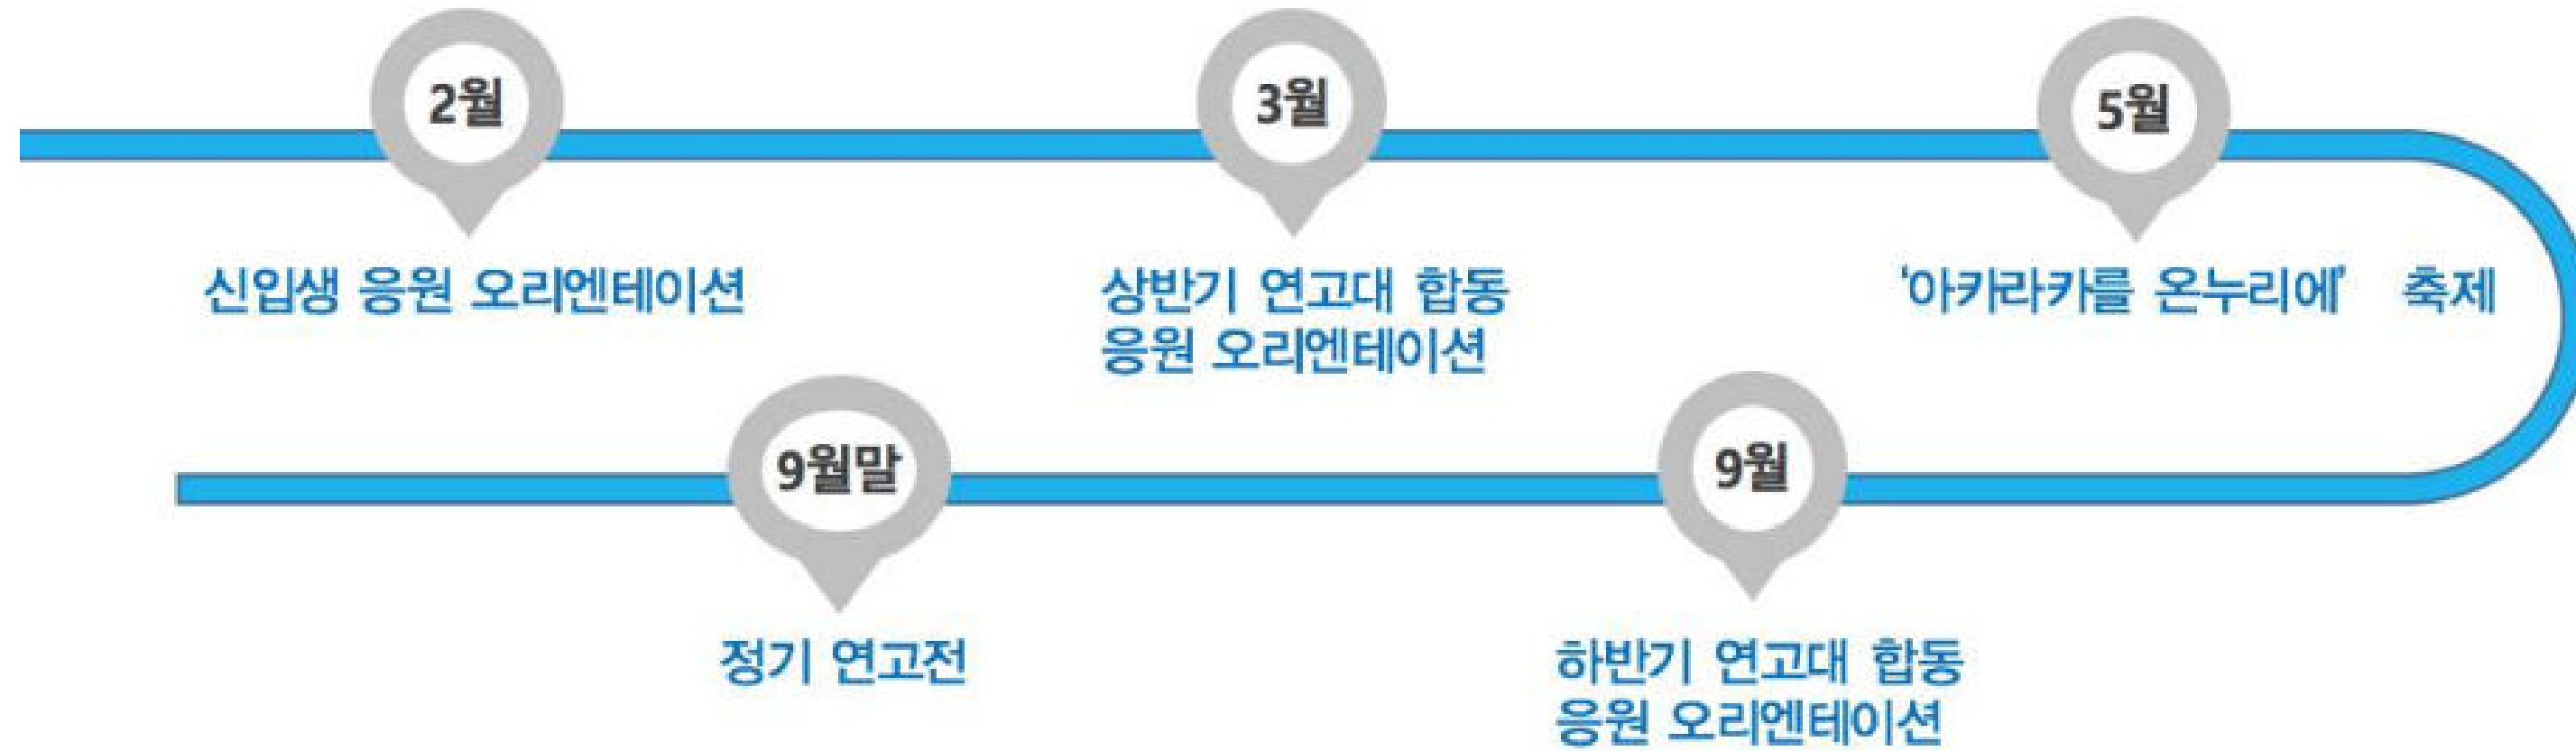 2월
신입생 응원 오리엔테이션
3월
상반기 연고대 합동
응원 오리엔테이션
5월
'아카라카를 온누리에' 축제
9월
하반기 연고대 합동
응원 오리엔테이션
9월말
정기 연고전